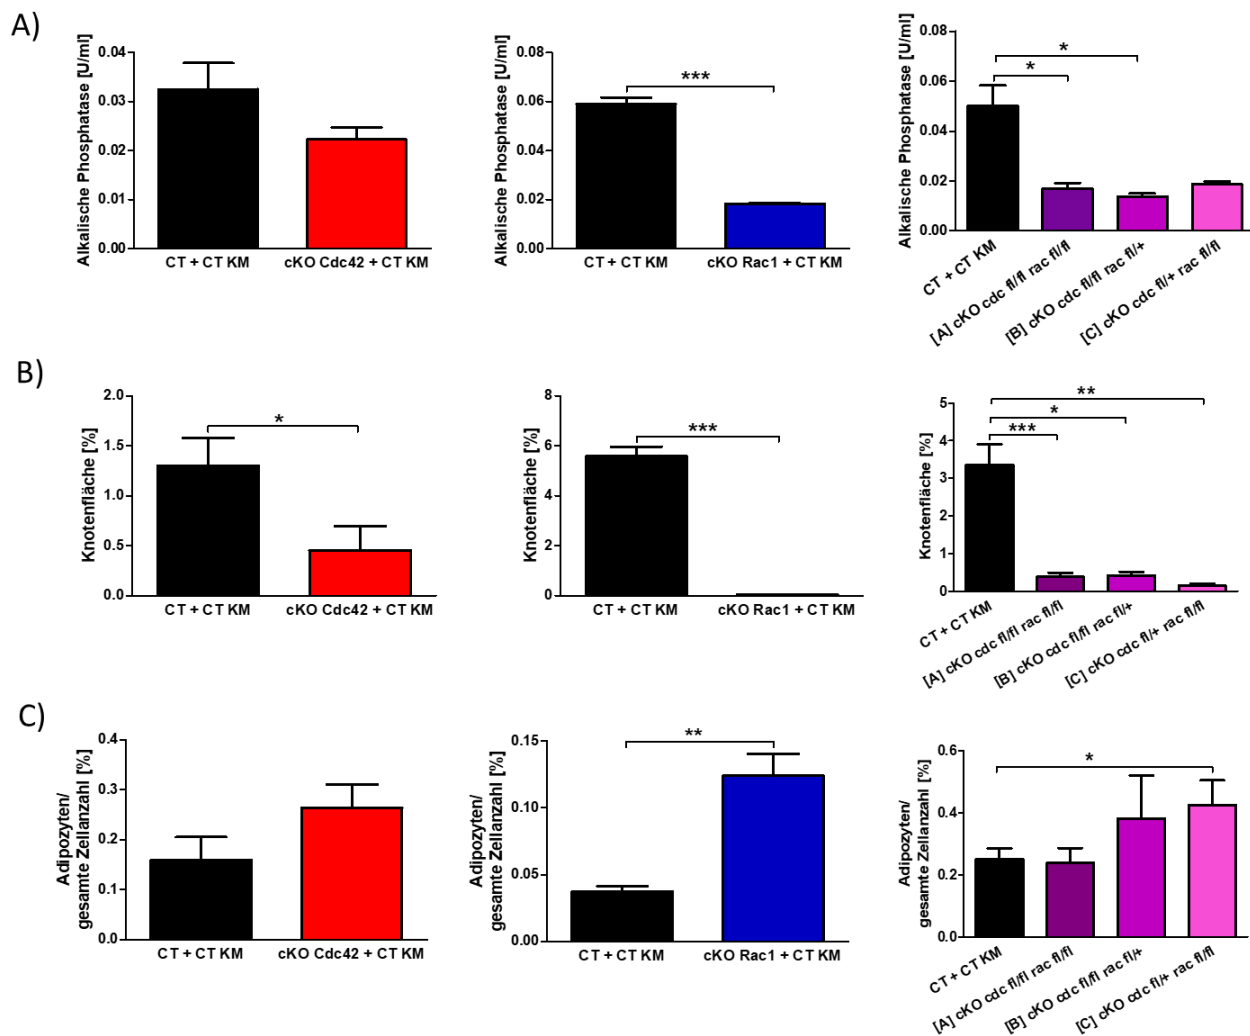 A)
Alkalische Phosphatase [U/ml]
0.04
0.03
0.02
0.01
0.00
CT + CT KM
cKO Cdc42 + CT KM
Alkalische Phosphatase [U/ml]
0.08
0.06
0.04
0.02
0.00
***
CT + CT KM
cKO Rac1 + CT KM
Alkalische Phosphatase [U/ml]
0.08
0.06
0.04
0.02
0.00
*
*
CT + CT KM
[A] cKO cdc fl/fl rac fl/fl
[B] cKO cdc fl/fl rac fl/+
[C] cKO cdc fl/+ rac fl/fl
B)
Knotenfläche [%]
2.0
1.5
1.0
0.5
0.0
*
CT + CT KM
cKO Cdc42 + CT KM
Knotenfläche [%]
8
6
4
2
0
***
CT + CT KM
cKO Rac1 + CT KM
Knotenfläche [%]
5
4
3
2
1
0
**
*
***
CT + CT KM
[A] cKO cdc fl/fl rac fl/fl
[B] cKO cdc fl/fl rac fl/+
[C] cKO cdc fl/+ rac fl/fl
C)
Adipozyten/
gesamte Zellanzahl [%]
0.4
0.3
0.2
0.1
0.0
CT + CT KM
cKO Cdc42 + CT KM
Adipozyten/
gesamte Zellanzahl [%]
0.15
0.10
0.05
0.00
**
CT + CT KM
cKO Rac1 + CT KM
Adipozyten/
gesamte Zellanzahl [%]
0.6
0.4
0.2
0.0
*
CT + CT KM
[A] cKO cdc fl/fl rac fl/fl
[B] cKO cdc fl/fl rac fl/+
[C] cKO cdc fl/+ rac fl/fl